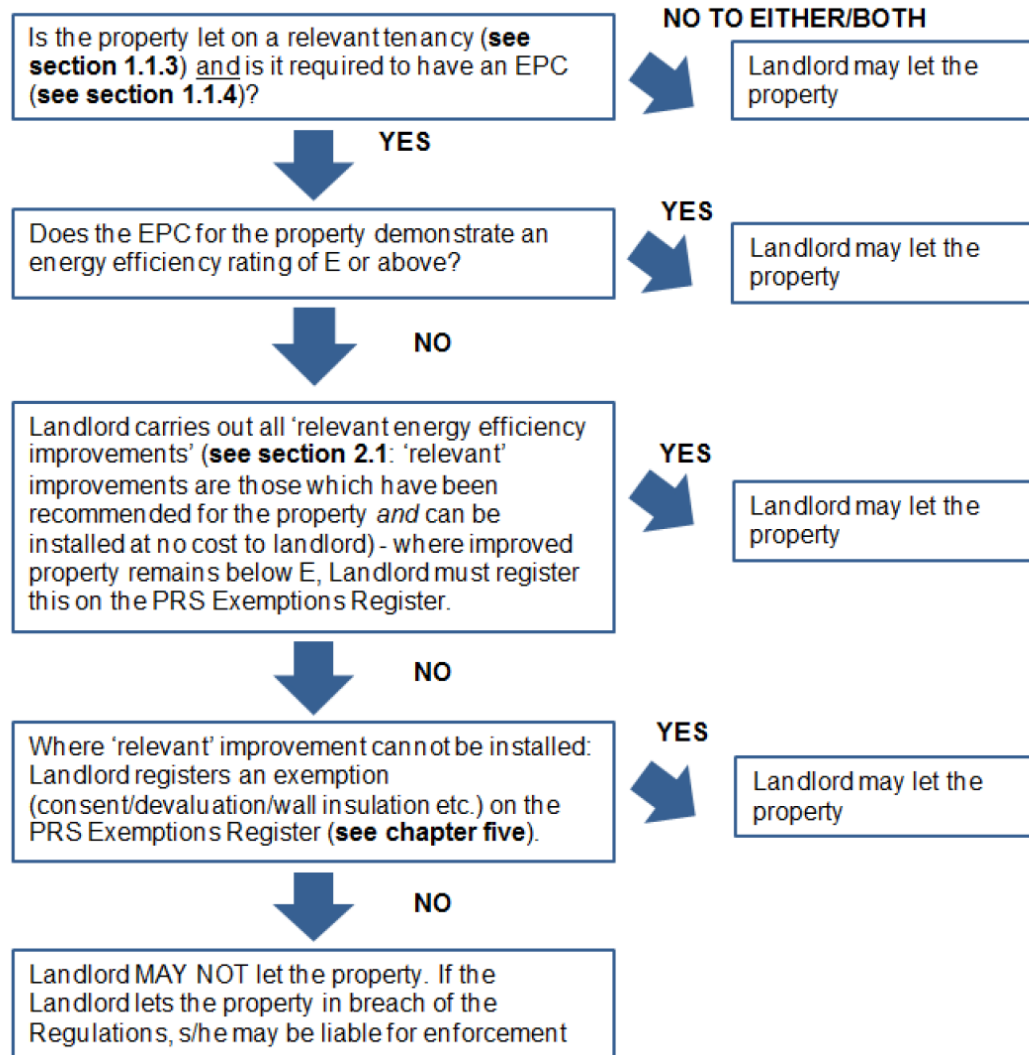 NO TO EITHER/BOTH
Is the property let on a relevant tenancy (see
section 1.1.3) and is it required to have an EPC
(see section 1.1.4)?
Landlord may let the
property
YES
Does the EPC for the property demonstrate an
energy efficiency rating of E or above?
YES
Landlord may let the
property
NO
Landlord carries out all ‘relevant energy efficiency
improvements’ (see section 2.1: ‘relevant’
improvements are those which have been
recommended for the property and can be
installed at no cost to landlord) - where improved
property remains below E, Landlord must register
this on the PRS Exemptions Register.
YES
Landlord may let the
property
NO
Where ‘relevant’ improvement cannot be installed:
Landlord registers an exemption
(consent/devaluation/wall insulation etc.) on the
PRS Exemptions Register (see chapter five).
YES
Landlord may let the
property
NO
Landlord MAY NOT let the property. If the
Landlord lets the property in breach of the
Regulations, s/he may be liable for enforcement